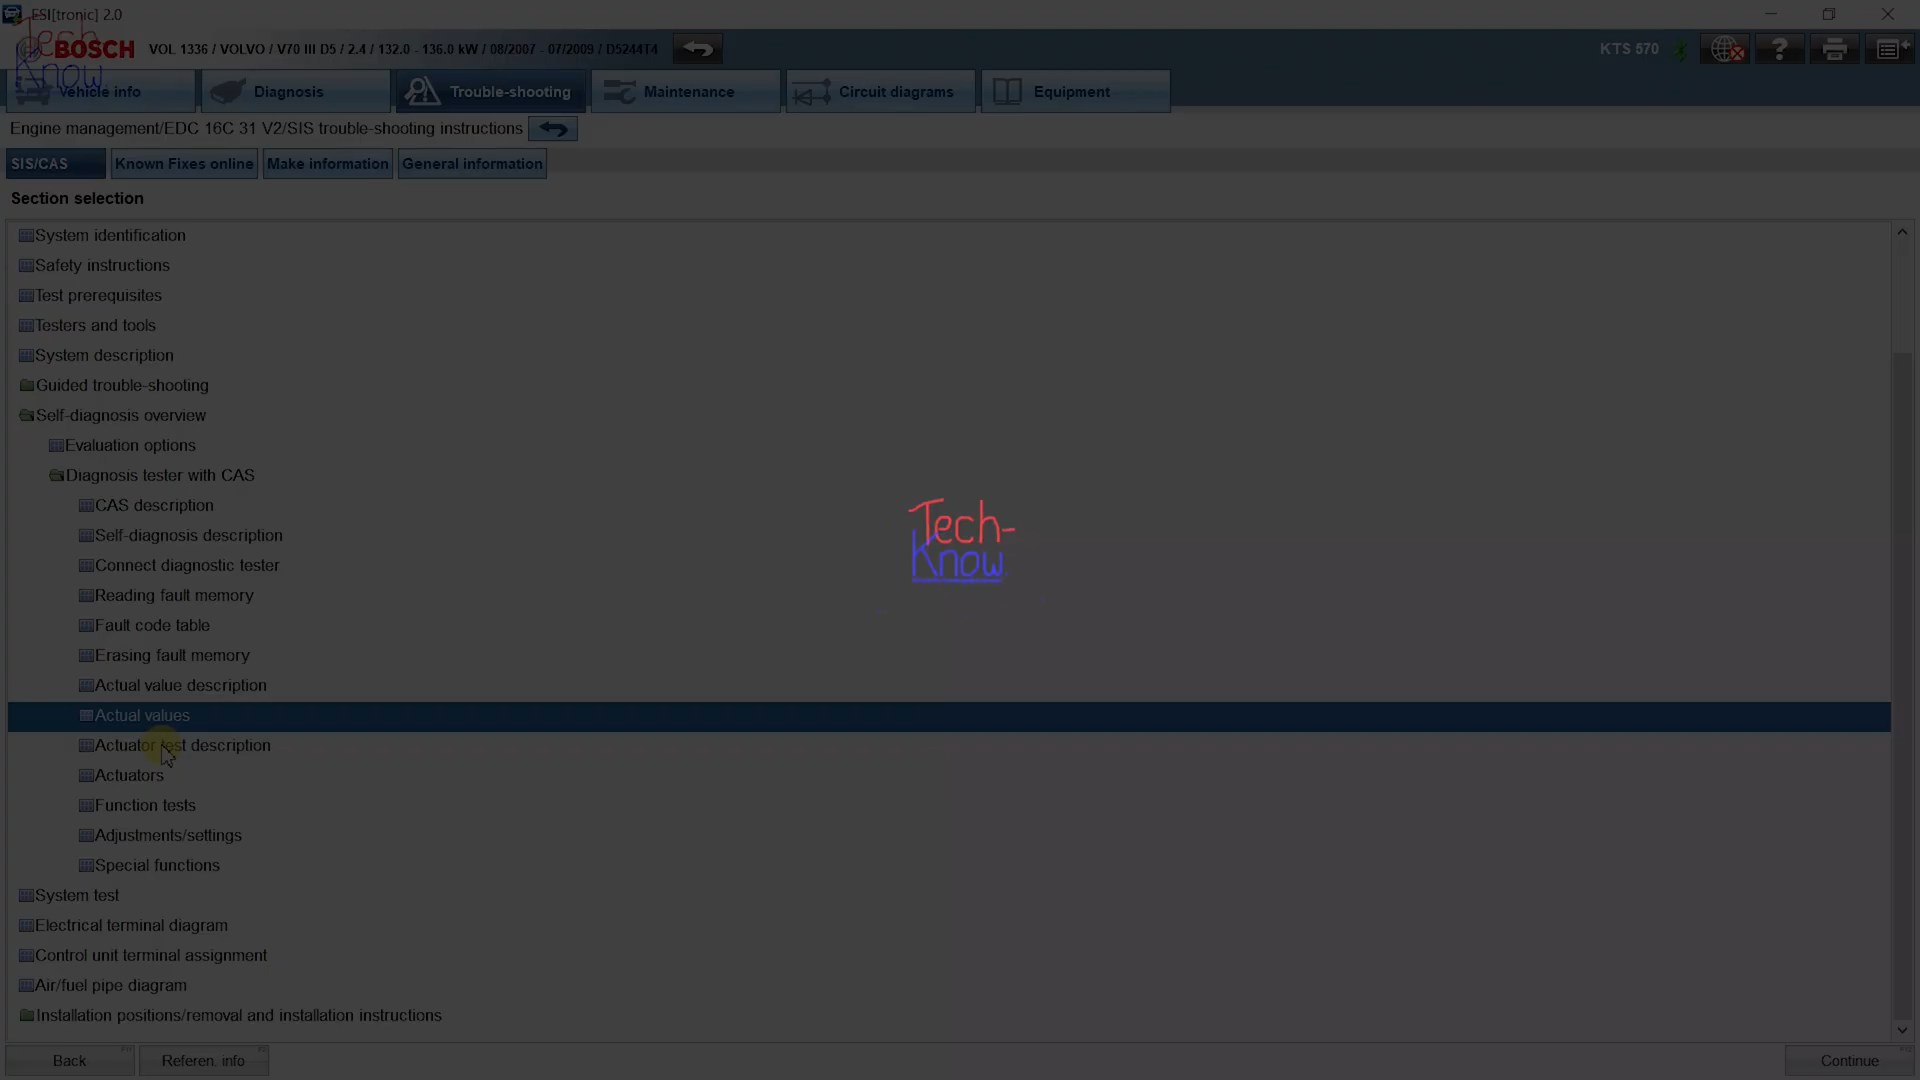 ESI[tronic] 2.0
Tech
Know.
BOSCH
VOL 1336 / VOLVO / V70 III D5 / 2.4 / 132.0 - 136.0 kW / 08/2007 - 07/2009 / D5244T4
KTS 570
?
Vehicle info
Diagnosis
Trouble-shooting
Maintenance
Circuit diagrams
Equipment
Engine management/EDC 16C 31 V2/SIS trouble-shooting instructions
SIS/CAS
Known Fixes online
Make information
General information
Section selection
System identification
Safety instructions
Test prerequisites
Testers and tools
System description
Guided trouble-shooting
Self-diagnosis overview
Evaluation options
Diagnosis tester with CAS
CAS description
Self-diagnosis description
Connect diagnostic tester
Reading fault memory
Fault code table
Erasing fault memory
Actual value description
Actual values
Actuator test description
Actuators
Function tests
Adjustments/settings
Special functions
System test
Electrical terminal diagram
Control unit terminal assignment
Air/fuel pipe diagram
Installation positions/removal and installation instructions
Tech-
Know.
Back
Referen. info
Continue